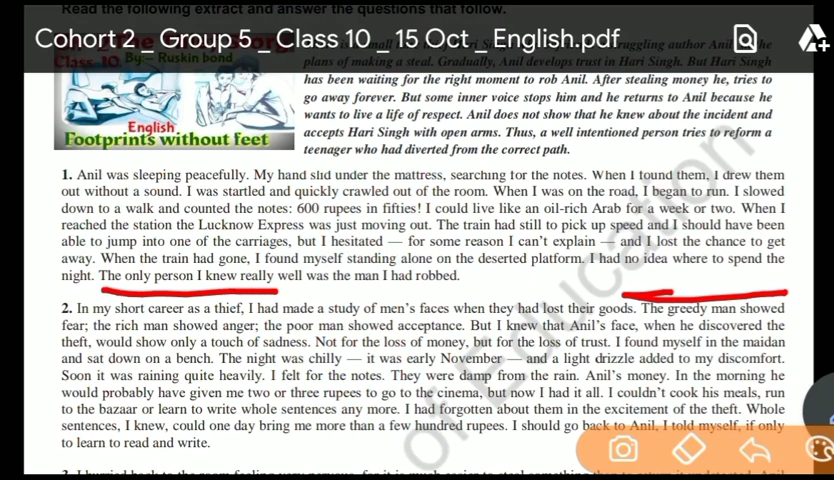 Read the following extract and answer the questions that follow.
Cohort 2 _ Group 5 _ Class 10 _ 15 Oct _ English.pdf
Class 10 By:- Ruskin bond
English
Footprints without feet
struggling author Anil
plans of making a steal. Gradually, Anil develops trust in Hari Singh. But Hari Singh
has been waiting for the right moment to rob Anil. After stealing money he, tries to
go away forever. But some inner voice stops him and he returns to Anil because he
wants to live a life of respect. Anil does not show that he knew about the incident and
accepts Hari Singh with open arms. Thus, a well intentioned person tries to reform a
teenager who had diverted from the correct path.
1. Anil was sleeping peacefully. My hand slid under the mattress, searching for the notes. When I found them, I drew them
out without a sound. I was startled and quickly crawled out of the room. When I was on the road, I began to run. I slowed
down to a walk and counted the notes: 600 rupees in fifties! I could live like an oil-rich Arab for a week or two. When I
reached the station the Lucknow Express was just moving out. The train had still to pick up speed and I should have been
able to jump into one of the carriages, but I hesitated — for some reason I can't explain — and I lost the chance to get
away. When the train had gone, I found myself standing alone on the deserted platform. I had no idea where to spend the
night. The only person I knew really well was the man I had robbed.
2. In my short career as a thief, I had made a study of men's faces when they had lost their goods. The greedy man showed
fear; the rich man showed anger; the poor man showed acceptance. But I knew that Anil's face, when he discovered the
theft, would show only a touch of sadness. Not for the loss of money, but for the loss of trust. I found myself in the maidan
and sat down on a bench. The night was chilly — it was early November — and a light drizzle added to my discomfort.
Soon it was raining quite heavily. I felt for the notes. They were damp from the rain. Anil's money. In the morning he
would probably have given me two or three rupees to go to the cinema, but now I had it all. I couldn't cook his meals, run
to the bazaar or learn to write whole sentences any more. I had forgotten about them in the excitement of the theft. Whole
sentences, I knew, could one day bring me more than a few hundred rupees. I should go back to Anil, I told myself, if only
to learn to read and write.
of Education